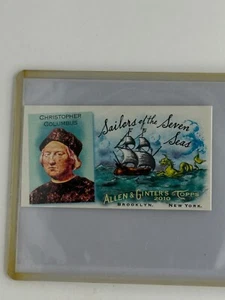 CHRISTOPHER
COLUMBUS
Sailors of the Seven
Seas
ALLEN & GINTER'S TOPPS
2010
BROOKLYN, NEW YORK.